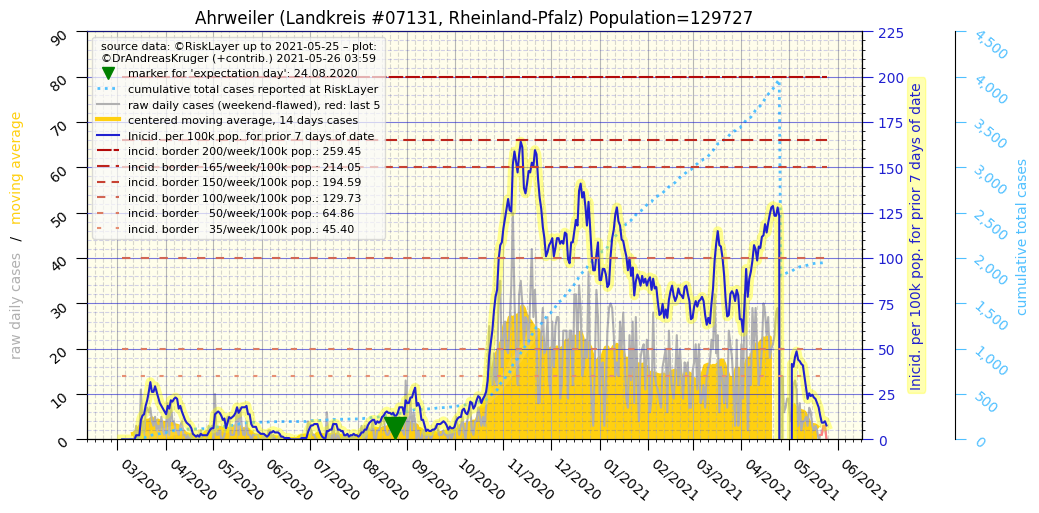 Ahrweiler (Landkreis #07131, Rheinland-Pfalz) Population=129727
source data: ©RiskLayer up to 2021-05-25 – plot:
©DrAndreasKruger (+contrib.) 2021-05-26 03:59
marker for 'expectation day': 24.08.2020
cumulative total cases reported at RiskLayer
raw daily cases (weekend-flawed), red: last 5
centered moving average, 14 days cases
Inicid. per 100k pop. for prior 7 days of date
incid. border 200/week/100k pop.: 259.45
incid. border 165/week/100k pop.: 214.05
incid. border 150/week/100k pop.: 194.59
incid. border 100/week/100k pop.: 129.73
incid. border 50/week/100k pop.: 64.86
incid. border 35/week/100k pop.: 45.40
raw daily cases / moving average
90
80
70
60
50
40
30
20
10
0
225
200
175
150
125
100
75
50
25
0
Inicid. per 100k pop. for prior 7 days of date
4,500
4,000
3,500
3,000
2,500
2,000
1,500
1,000
500
0
cumulative total cases
03/2020
04/2020
05/2020
06/2020
07/2020
08/2020
09/2020
10/2020
11/2020
12/2020
01/2021
02/2021
03/2021
04/2021
05/2021
06/2021